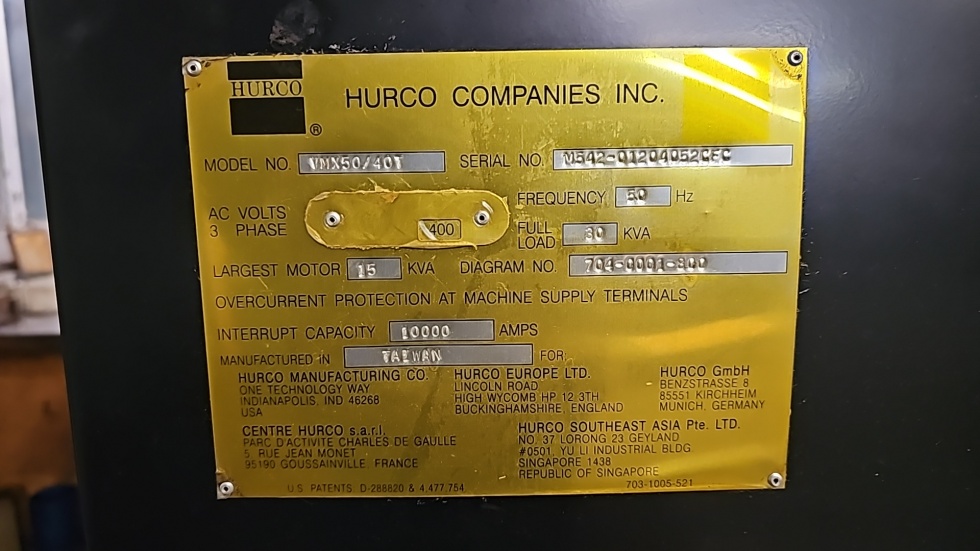 HURCO
®
HURCO COMPANIES INC.
MODEL NO. VMX50/40T
SERIAL NO. M542-01204052CFC
FREQUENCY 50 Hz
AC VOLTS
3 PHASE
400
FULL
LOAD 30 KVA
LARGEST MOTOR 15 KVA
DIAGRAM NO. 704-0001-300
OVERCURRENT PROTECTION AT MACHINE SUPPLY TERMINALS
INTERRUPT CAPACITY 10000 AMPS
MANUFACTURED IN TAIWAN FOR:
HURCO MANUFACTURING CO.
ONE TECHNOLOGY WAY
INDIANAPOLIS, IND 46268
USA
HURCO EUROPE LTD.
LINCOLN ROAD
HIGH WYCOMB HP 12 3TH
BUCKINGHAMSHIRE, ENGLAND
HURCO GmbH
BENZSTRASSE 8
85551 KIRCHHEIM
MUNICH, GERMANY
CENTRE HURCO s.a.r.l.
PARC D'ACTIVITE CHARLES DE GAULLE
5, RUE JEAN MONET
95190 GOUSSAINVILLE, FRANCE
HURCO SOUTHEAST ASIA Pte. LTD.
NO. 37 LORONG 23 GEYLAND
#0501, YU LI INDUSTRIAL BLDG
SINGAPORE 1438
REPUBLIC OF SINGAPORE
U.S. PATENTS: D-288820 & 4,477,754
703-1005-521